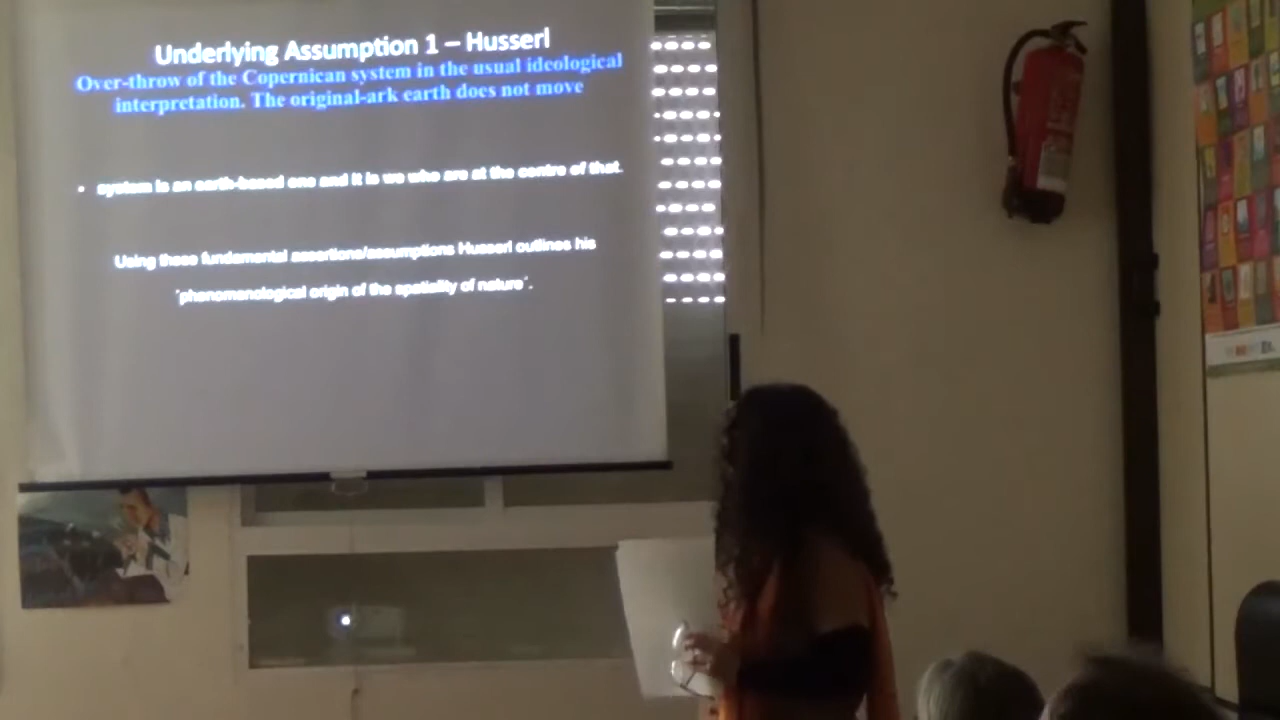 Underlying Assumption 1 – Husserl
Over-throw of the Copernican system in the usual ideological
interpretation. The original-ark earth does not move
• system is an earth-based one and it is we who are at the centre of that.
Using these fundamental assertions/assumptions Husserl outlines his
'phenomenological origin of the spatiality of nature'.